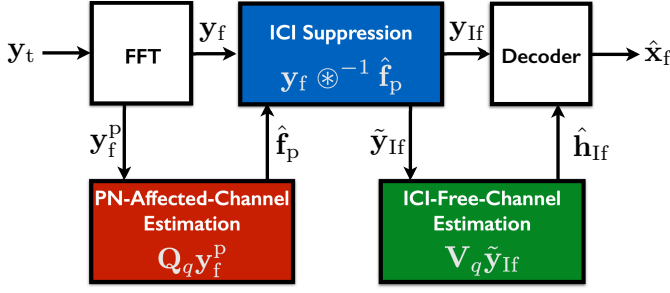 y_t
FFT
y_f
ICI Suppression
y_f ⊛⁻¹ f̂_p
y_If
Decoder
x̂_f
y_f^p
f̂_p
ỹ_If
ĥ_If
PN-Affected-Channel
Estimation
Q_q y_f^p
ICI-Free-Channel
Estimation
V_q ỹ_If